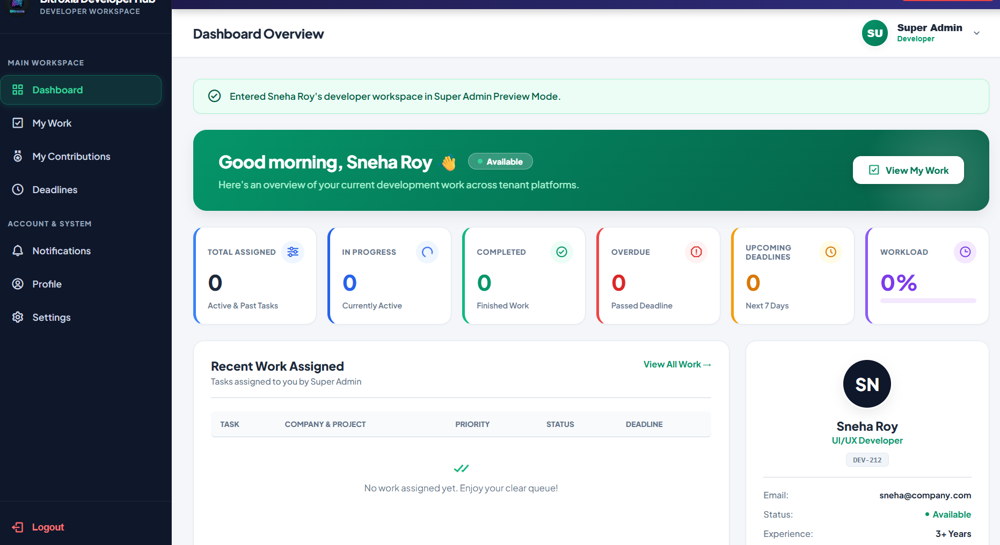 Bitroxia Developer Hub
Bitroxia
DEVELOPER WORKSPACE
MAIN WORKSPACE
Dashboard
My Work
My Contributions
Deadlines
ACCOUNT & SYSTEM
Notifications
Profile
Settings
Logout
Dashboard Overview
SU
Super Admin
Developer
Entered Sneha Roy's developer workspace in Super Admin Preview Mode.
Good morning, Sneha Roy 👋
Available
Here's an overview of your current development work across tenant platforms.
View My Work
TOTAL ASSIGNED
0
Active & Past Tasks
IN PROGRESS
0
Currently Active
COMPLETED
0
Finished Work
OVERDUE
0
Passed Deadline
UPCOMING
DEADLINES
0
Next 7 Days
WORKLOAD
0%
Recent Work Assigned
Tasks assigned to you by Super Admin
View All Work →
TASK COMPANY & PROJECT PRIORITY STATUS DEADLINE
No work assigned yet. Enjoy your clear queue!
SN
Sneha Roy
UI/UX Developer
DEV-212
Email: sneha@company.com
Status: Available
Experience: 3+ Years